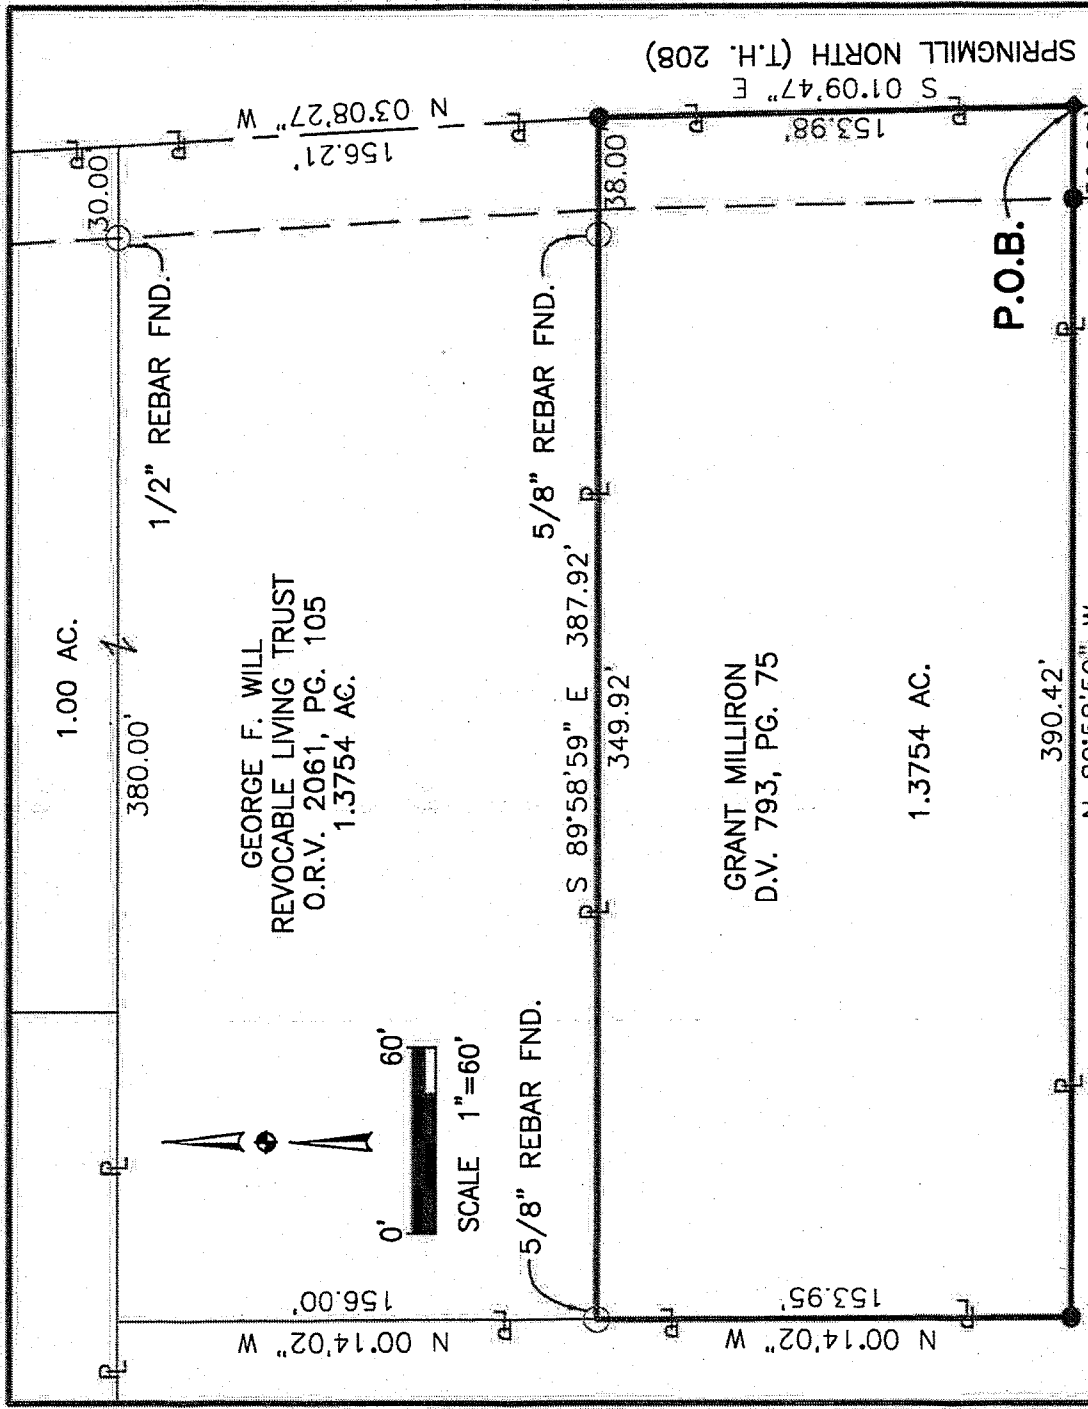 SPRINGMILL NORTH (T.H. 208)
N 03°08'27" W
156.21'
S 01°09'47" E
153.98'
30.00'
38.00'
1/2" REBAR FND.
5/8" REBAR FND.
P.O.B.
1.00 AC.
380.00'
GEORGE F. WILL
REVOCABLE LIVING TRUST
O.R.V. 2061, PG. 105
1.3754 AC.
S 89°58'59" E 387.92'
349.92'
GRANT MILLIRON
D.V. 793, PG. 75
1.3754 AC.
390.42'
0' 60'
SCALE 1"=60'
5/8" REBAR FND.
156.00'
N 00°14'02" W
153.95'
N 00°14'02" W